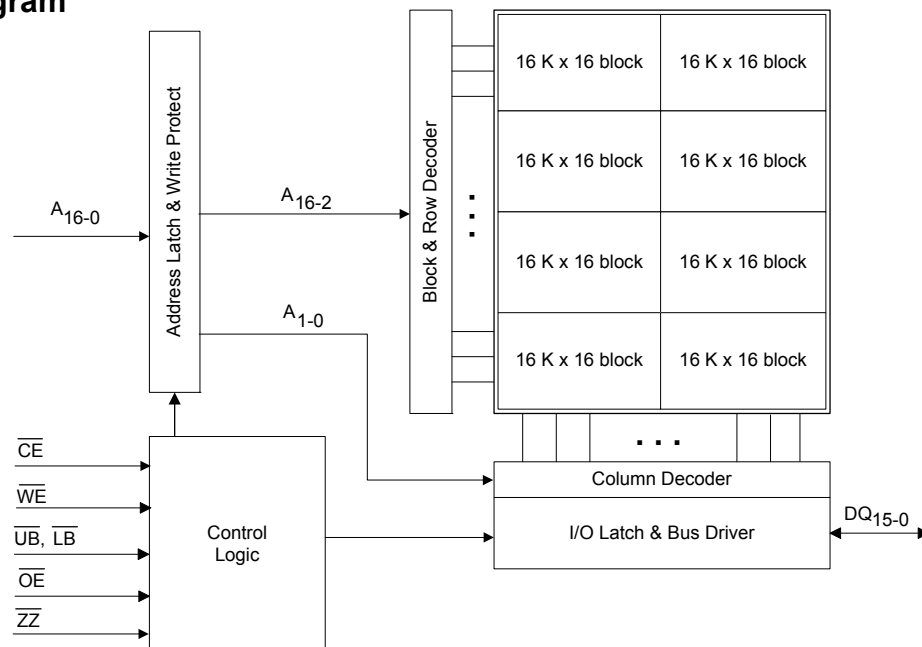 gram
Address Latch & Write Protect
A16-0
A16-2
A1-0
Block & Row Decoder
16 K x 16 block 16 K x 16 block
16 K x 16 block 16 K x 16 block
16 K x 16 block 16 K x 16 block
16 K x 16 block 16 K x 16 block
. . .
. . .
CE
WE
UB, LB
OE
ZZ
Control
Logic
Column Decoder
I/O Latch & Bus Driver
DQ15-0